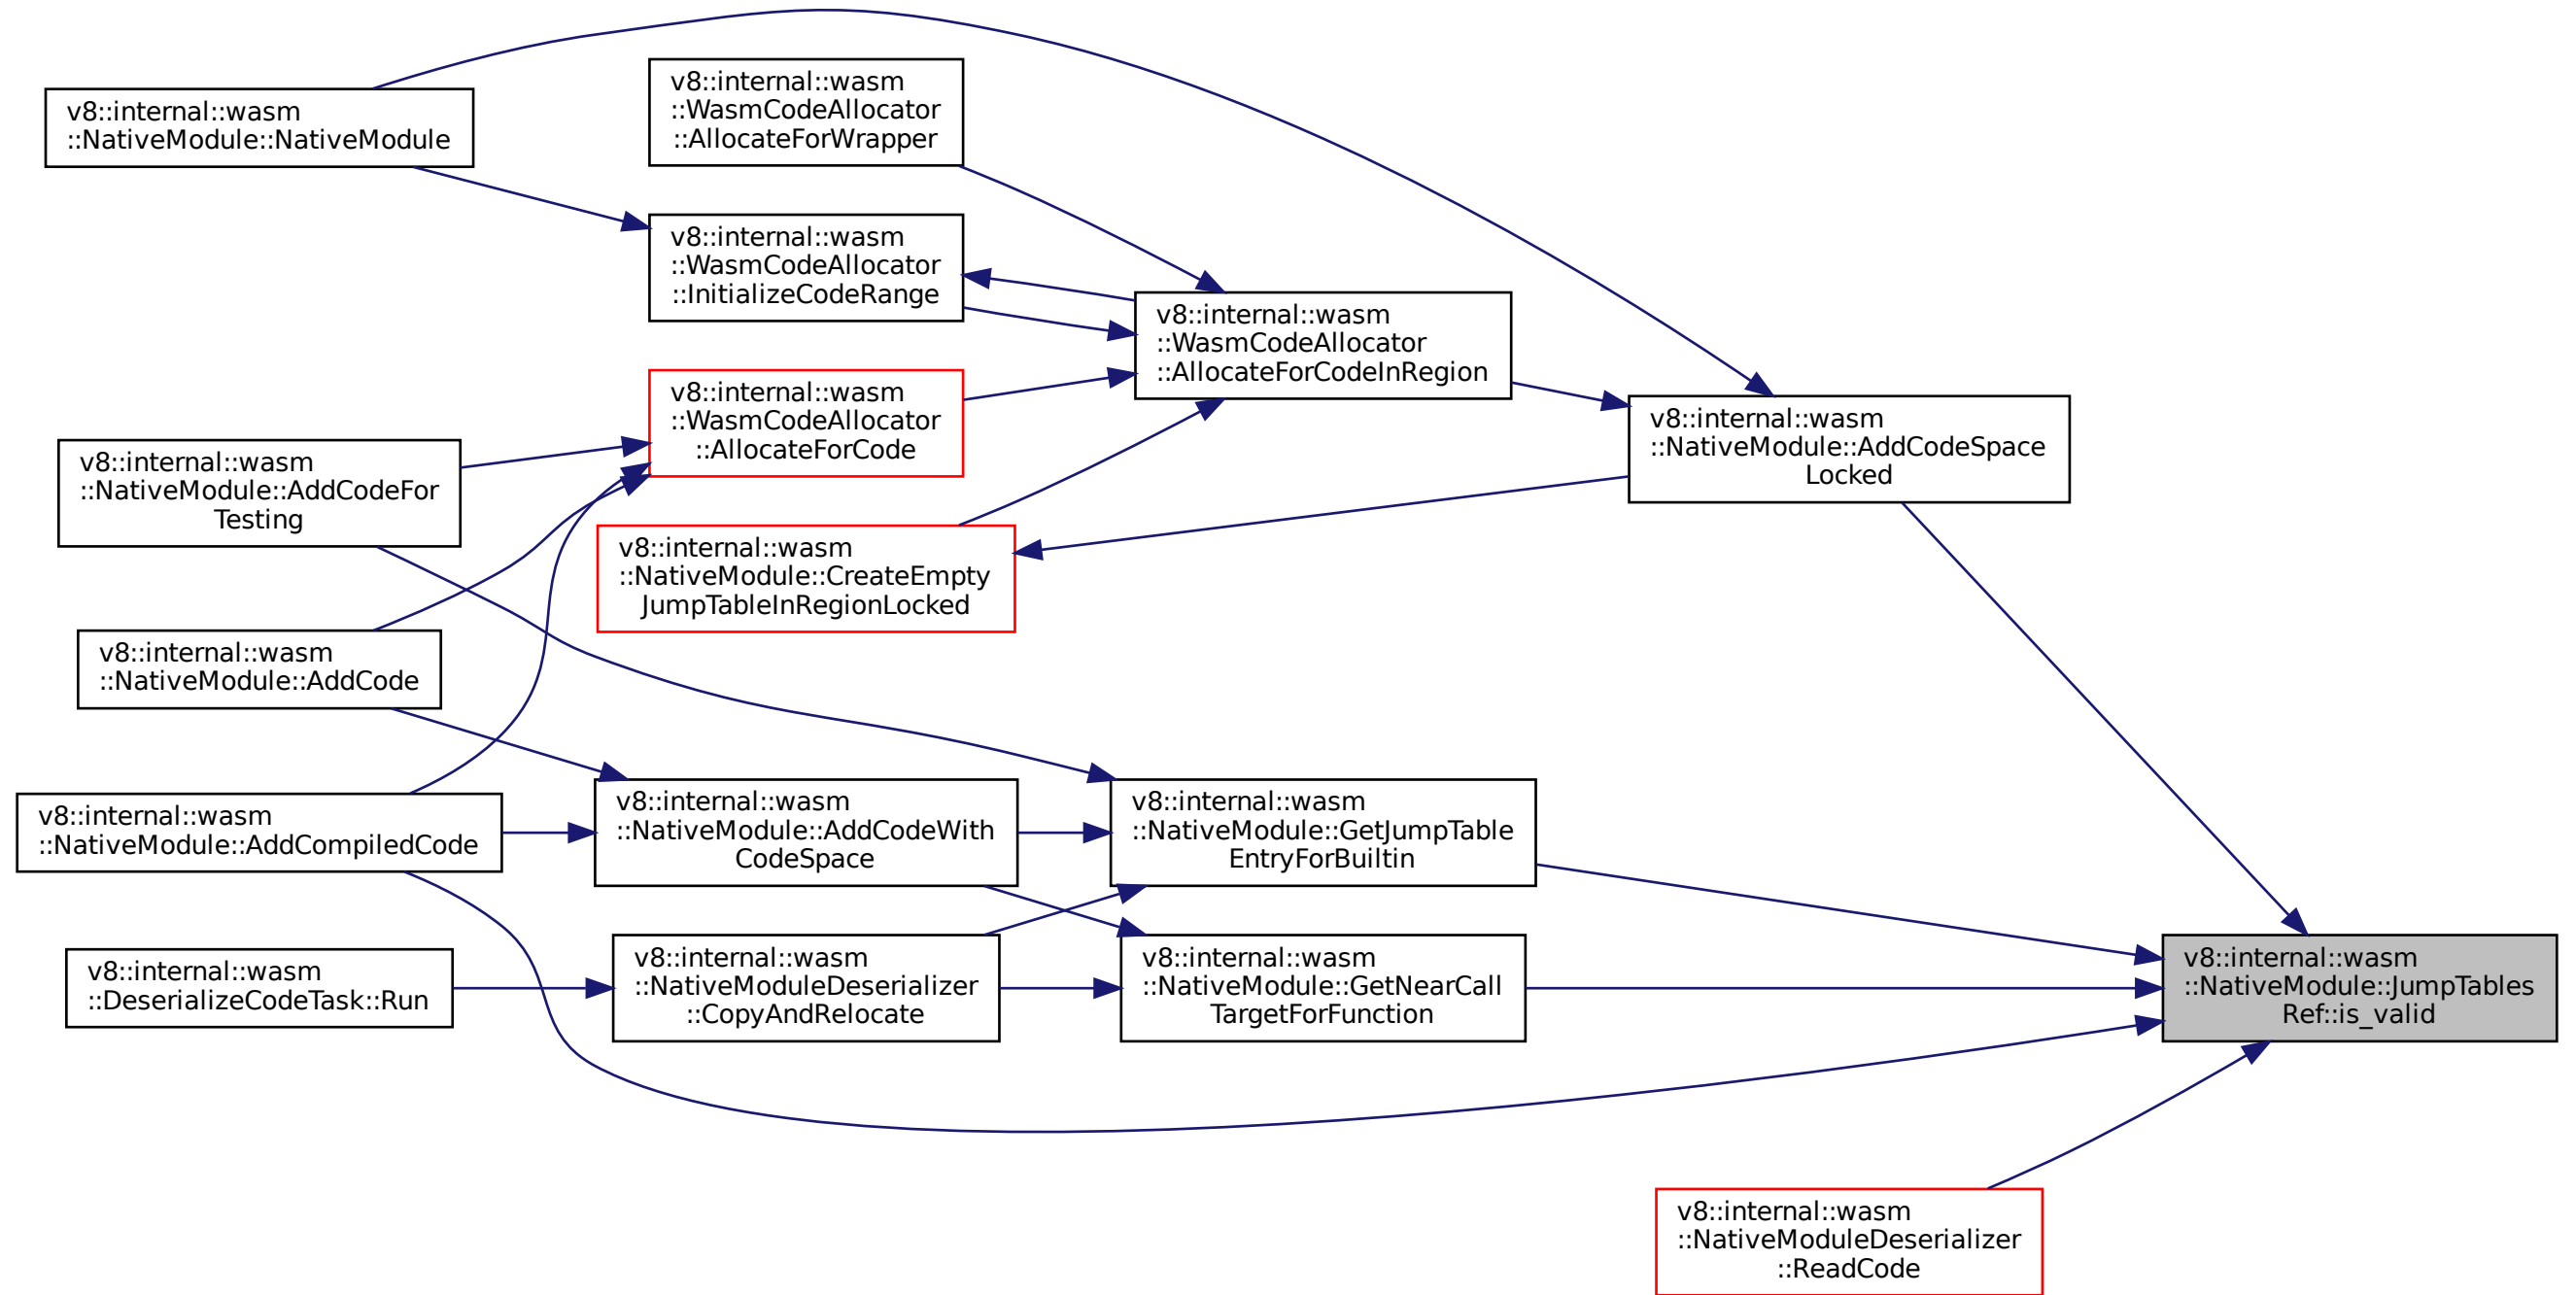 v8::internal::wasm
::NativeModule::NativeModule
v8::internal::wasm
::WasmCodeAllocator
::AllocateForWrapper
v8::internal::wasm
::WasmCodeAllocator
::InitializeCodeRange
v8::internal::wasm
::WasmCodeAllocator
::AllocateForCodeInRegion
v8::internal::wasm
::WasmCodeAllocator
::AllocateForCode
v8::internal::wasm
::NativeModule::AddCodeSpace
Locked
v8::internal::wasm
::NativeModule::AddCodeFor
Testing
v8::internal::wasm
::NativeModule::CreateEmpty
JumpTableInRegionLocked
v8::internal::wasm
::NativeModule::AddCode
v8::internal::wasm
::NativeModule::AddCompiledCode
v8::internal::wasm
::NativeModule::AddCodeWith
CodeSpace
v8::internal::wasm
::NativeModule::GetJumpTable
EntryForBuiltin
v8::internal::wasm
::DeserializeCodeTask::Run
v8::internal::wasm
::NativeModuleDeserializer
::CopyAndRelocate
v8::internal::wasm
::NativeModule::GetNearCall
TargetForFunction
v8::internal::wasm
::NativeModule::JumpTables
Ref::is_valid
v8::internal::wasm
::NativeModuleDeserializer
::ReadCode